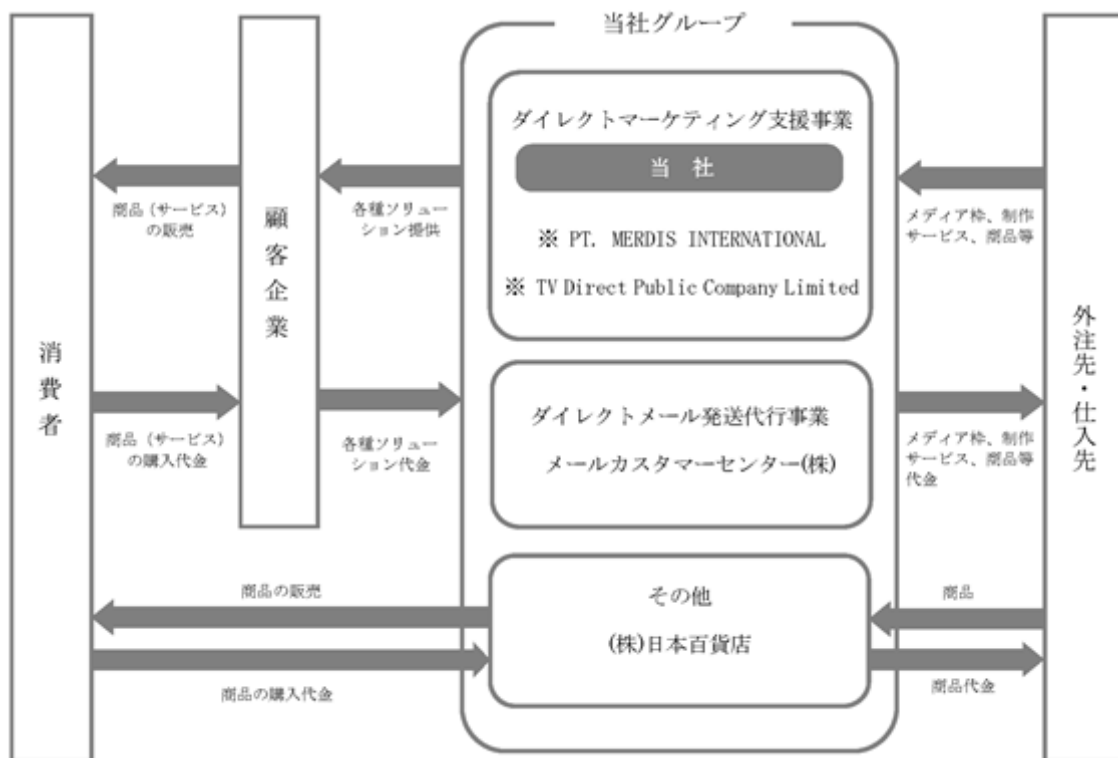 当社グループ
ダイレクトマーケティング支援事業
当 社
※ PT. MERDIS INTERNATIONAL
※ TV Direct Public Company Limited
ダイレクトメール発送代行事業
メールカスタマーセンター(株)
その他
(株)日本百貨店
消費者
顧客企業
外注先・仕入先
商品(サービス)
の販売
各種ソリュー
ション提供
メディア枠、制作
サービス、商品等
商品(サービス)
の購入代金
各種ソリュー
ション代金
メディア枠、制作
サービス、商品等
代金
商品の販売
商品
商品の購入代金
商品代金